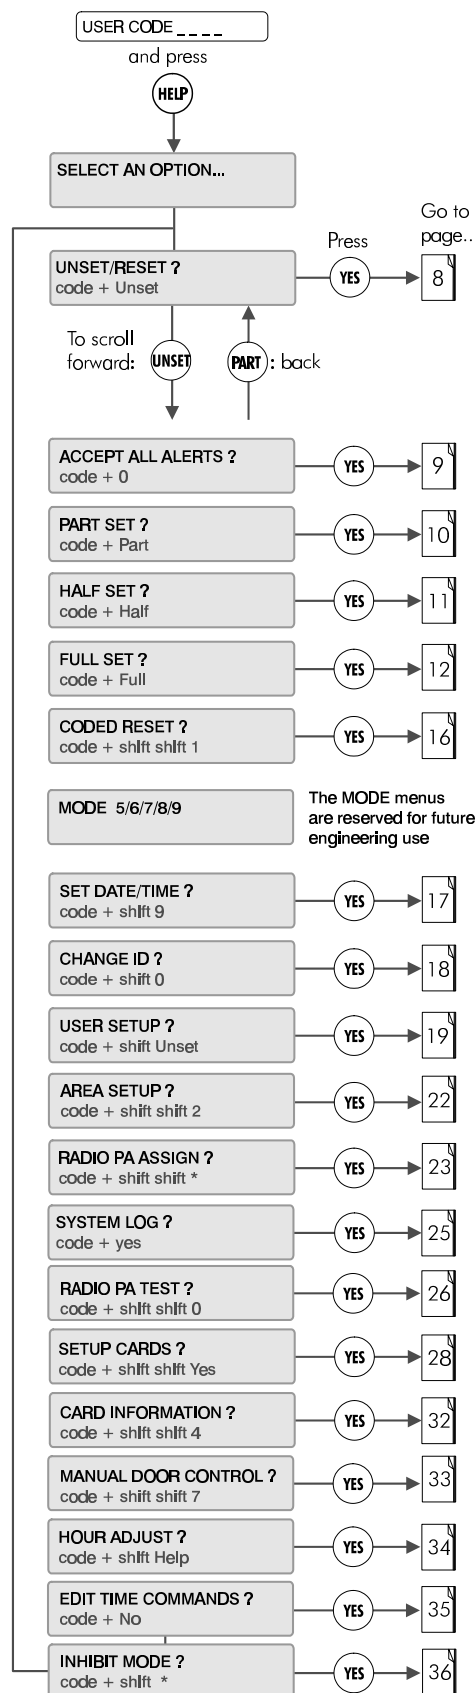 USER CODE _ _ _ _
and press
HELP
SELECT AN OPTION...
Go to
page..
Press
UNSET/RESET ?
code + Unset
YES
8
To scroll
forward: UNSET PART : back
ACCEPT ALL ALERTS ?
code + 0
YES
9
PART SET ?
code + Part
YES
10
HALF SET ?
code + Half
YES
11
FULL SET ?
code + Full
YES
12
CODED RESET ?
code + shift shift 1
YES
16
MODE 5/6/7/8/9
The MODE menus
are reserved for future
engineering use
SET DATE/TIME ?
code + shift 9
YES
17
CHANGE ID ?
code + shift 0
YES
18
USER SETUP ?
code + shift Unset
YES
19
AREA SETUP ?
code + shift shift 2
YES
22
RADIO PA ASSIGN ?
code + shift shift *
YES
23
SYSTEM LOG ?
code + yes
YES
25
RADIO PA TEST ?
code + shift shift 0
YES
26
SETUP CARDS ?
code + shift shift Yes
YES
28
CARD INFORMATION ?
code + shift shift 4
YES
32
MANUAL DOOR CONTROL ?
code + shift shift 7
YES
33
HOUR ADJUST ?
code + shift Help
YES
34
EDIT TIME COMMANDS ?
code + No
YES
35
INHIBIT MODE ?
code + shift *
YES
36